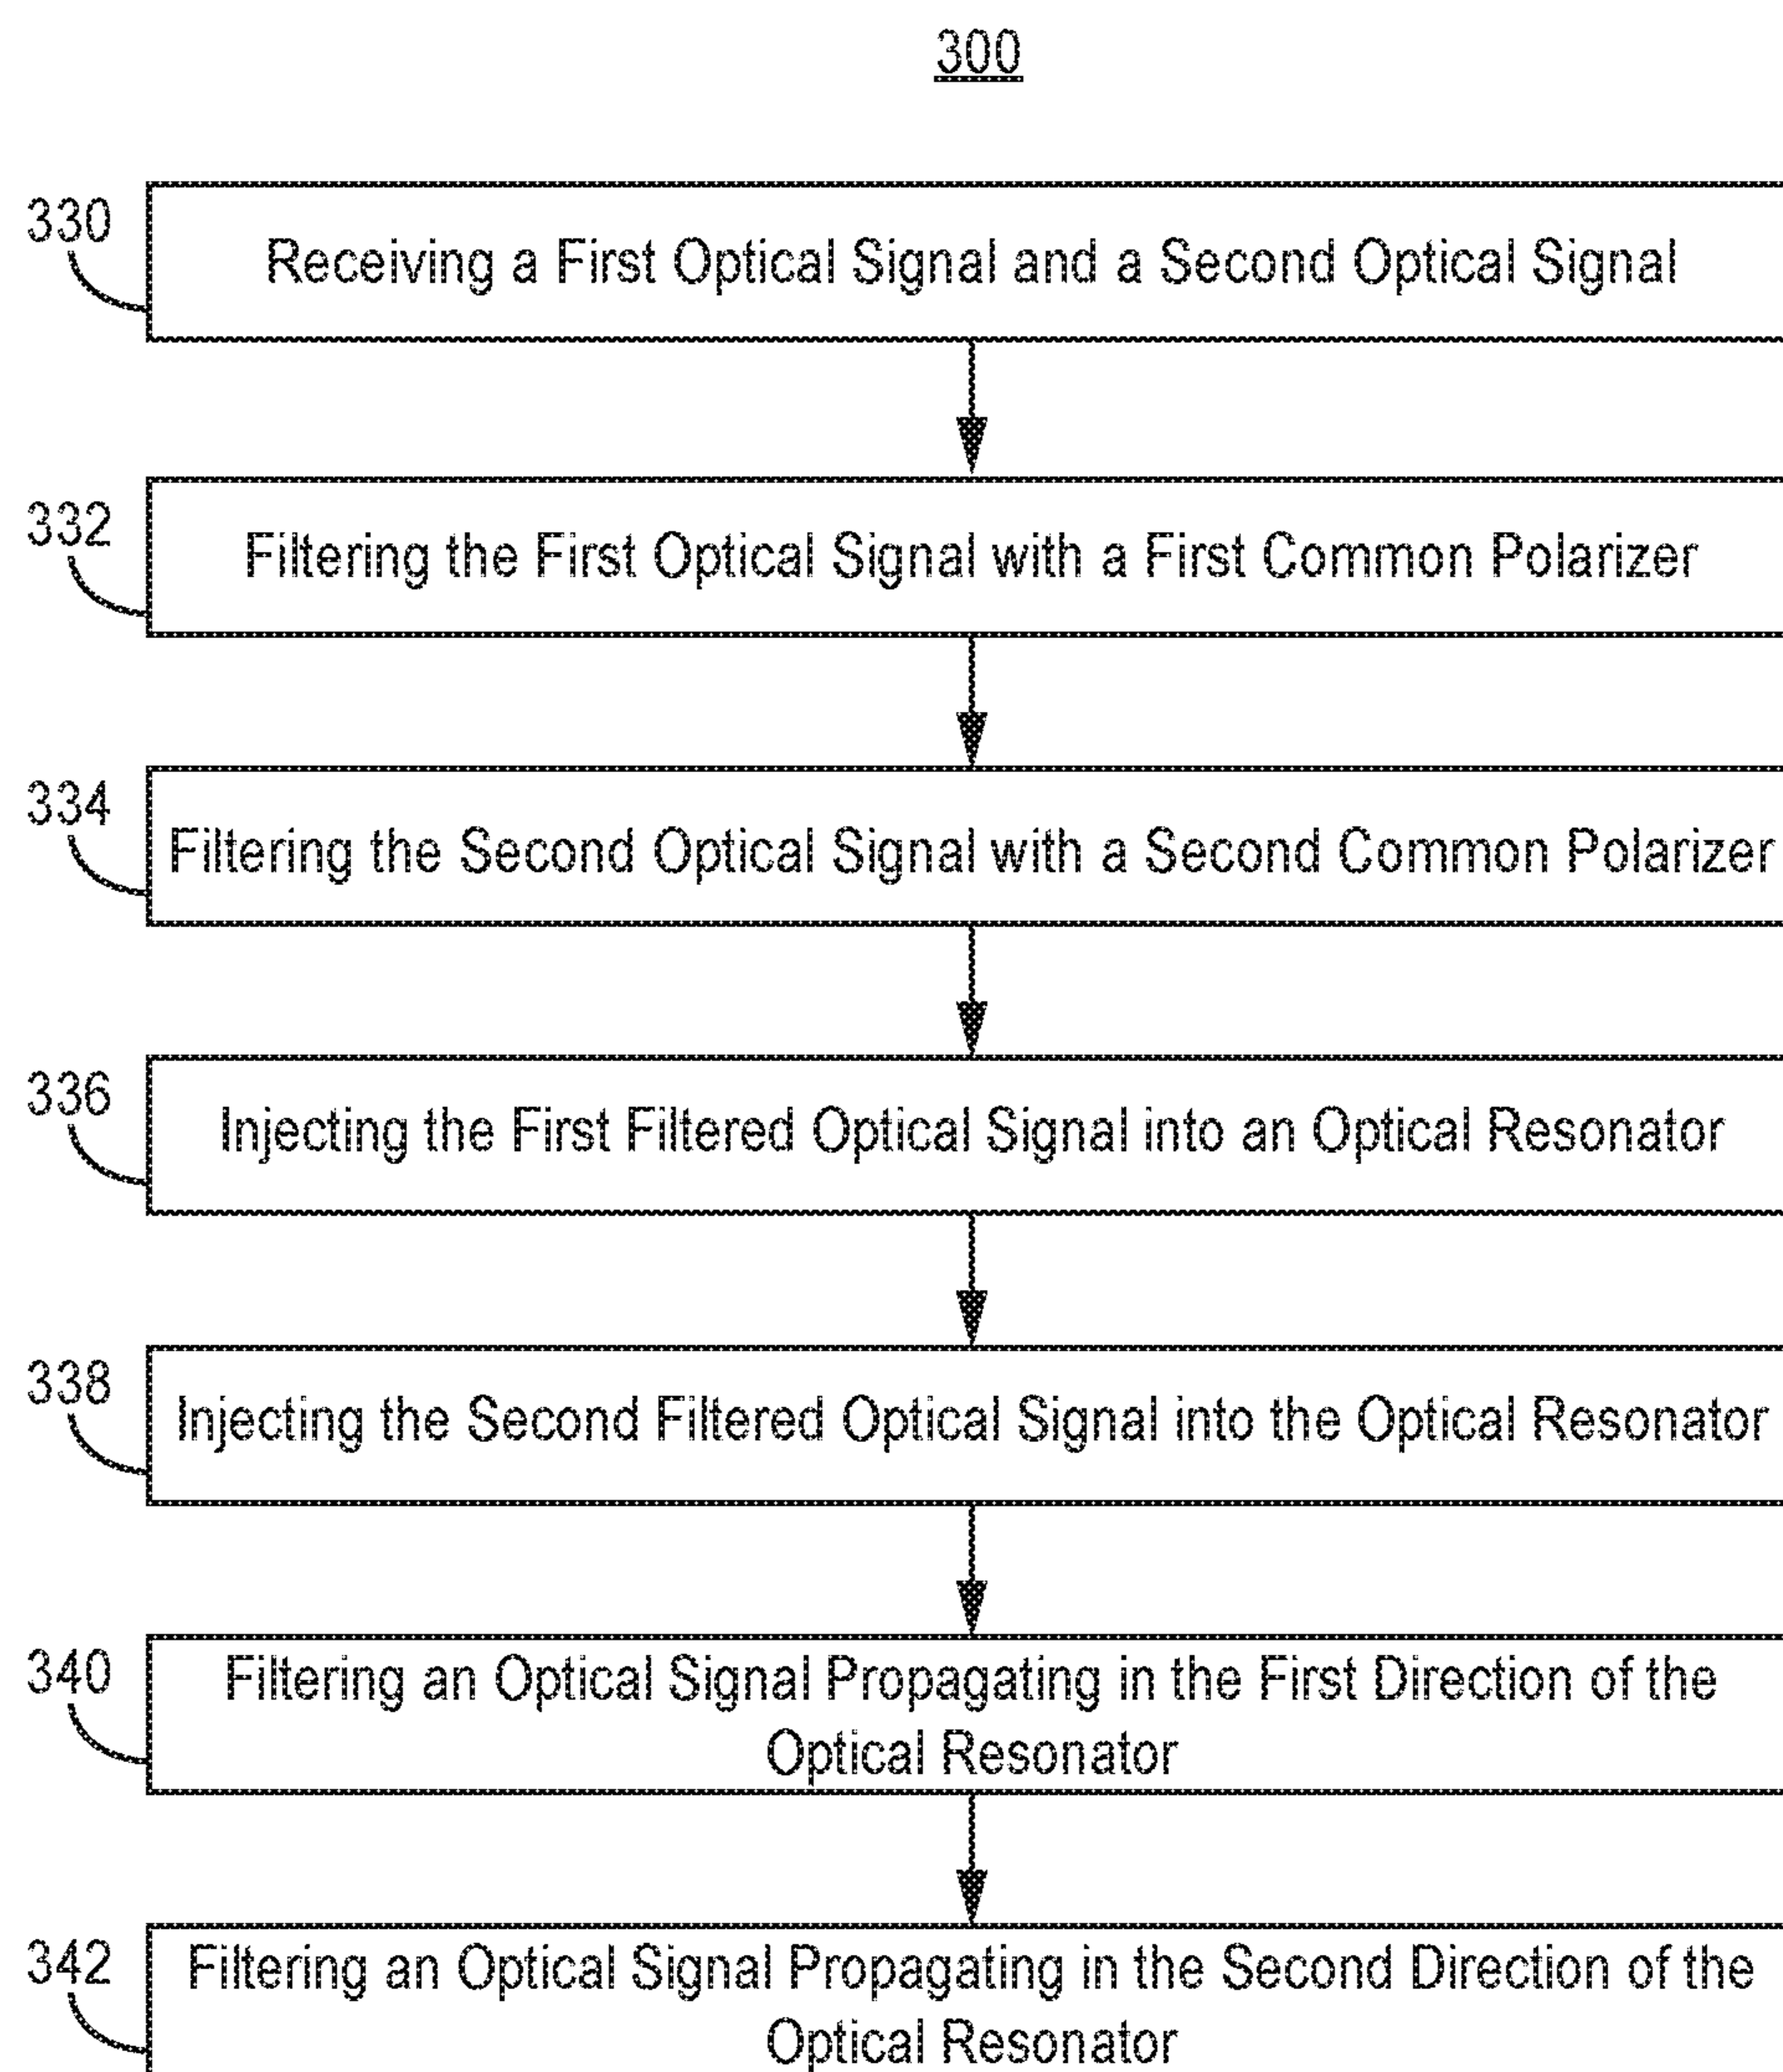 300
330
Receiving a First Optical Signal and a Second Optical Signal
332
Filtering the First Optical Signal with a First Common Polarizer
334
Filtering the Second Optical Signal with a Second Common Polarizer
336
Injecting the First Filtered Optical Signal into an Optical Resonator
338
Injecting the Second Filtered Optical Signal into the Optical Resonator
340
Filtering an Optical Signal Propagating in the First Direction of the
Optical Resonator
342
Filtering an Optical Signal Propagating in the Second Direction of the
Optical Resonator